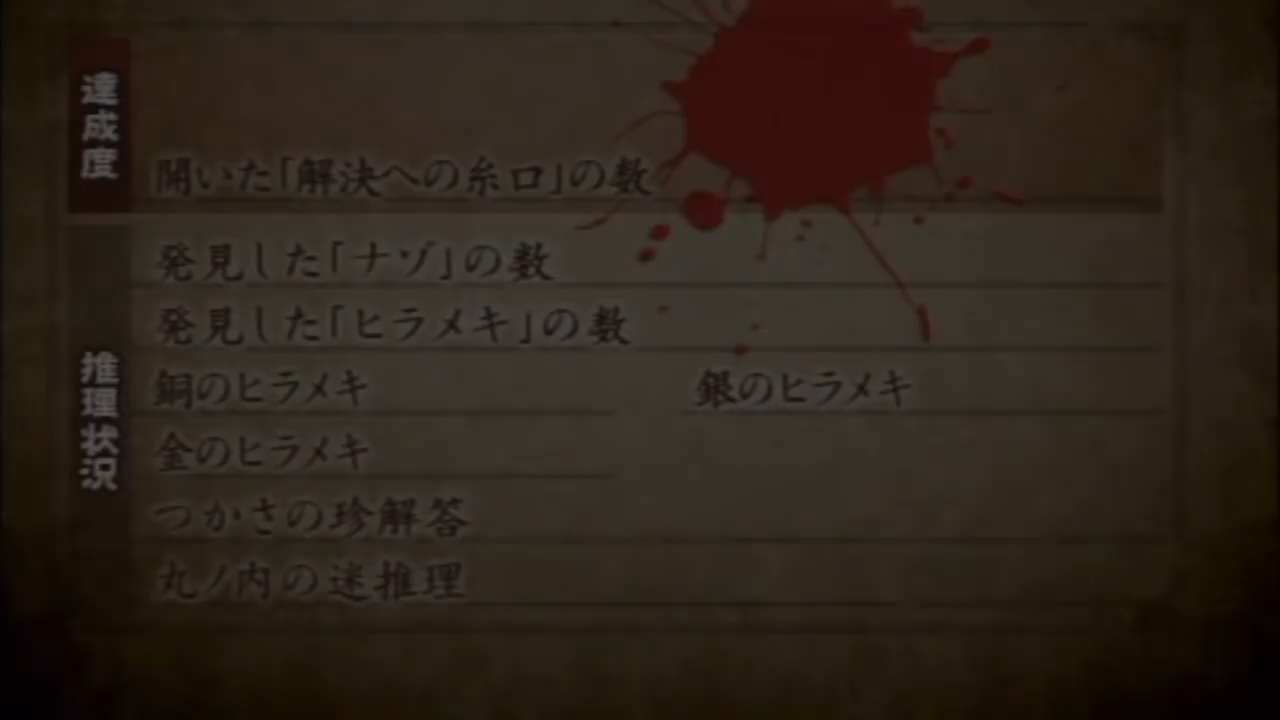 達成度
開いた「解決への糸口」の数
推理状況
発見した「ナゾ」の数
発見した「ヒラメキ」の数
銅のヒラメキ 銀のヒラメキ
金のヒラメキ
つかさの珍解答
丸ノ内の迷推理